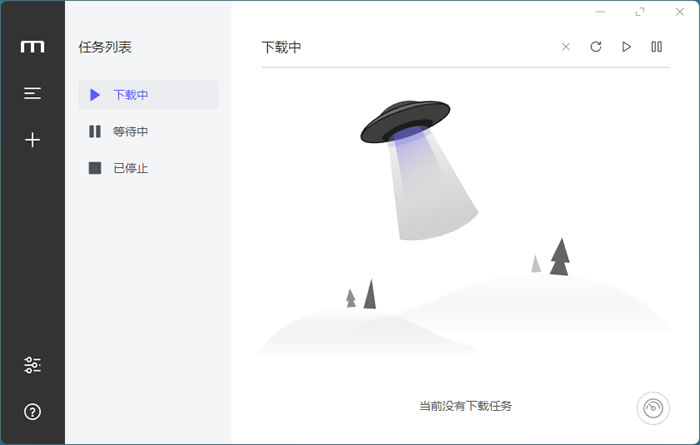 m
任务列表
下载中
等待中
已停止
下载中
当前没有下载任务